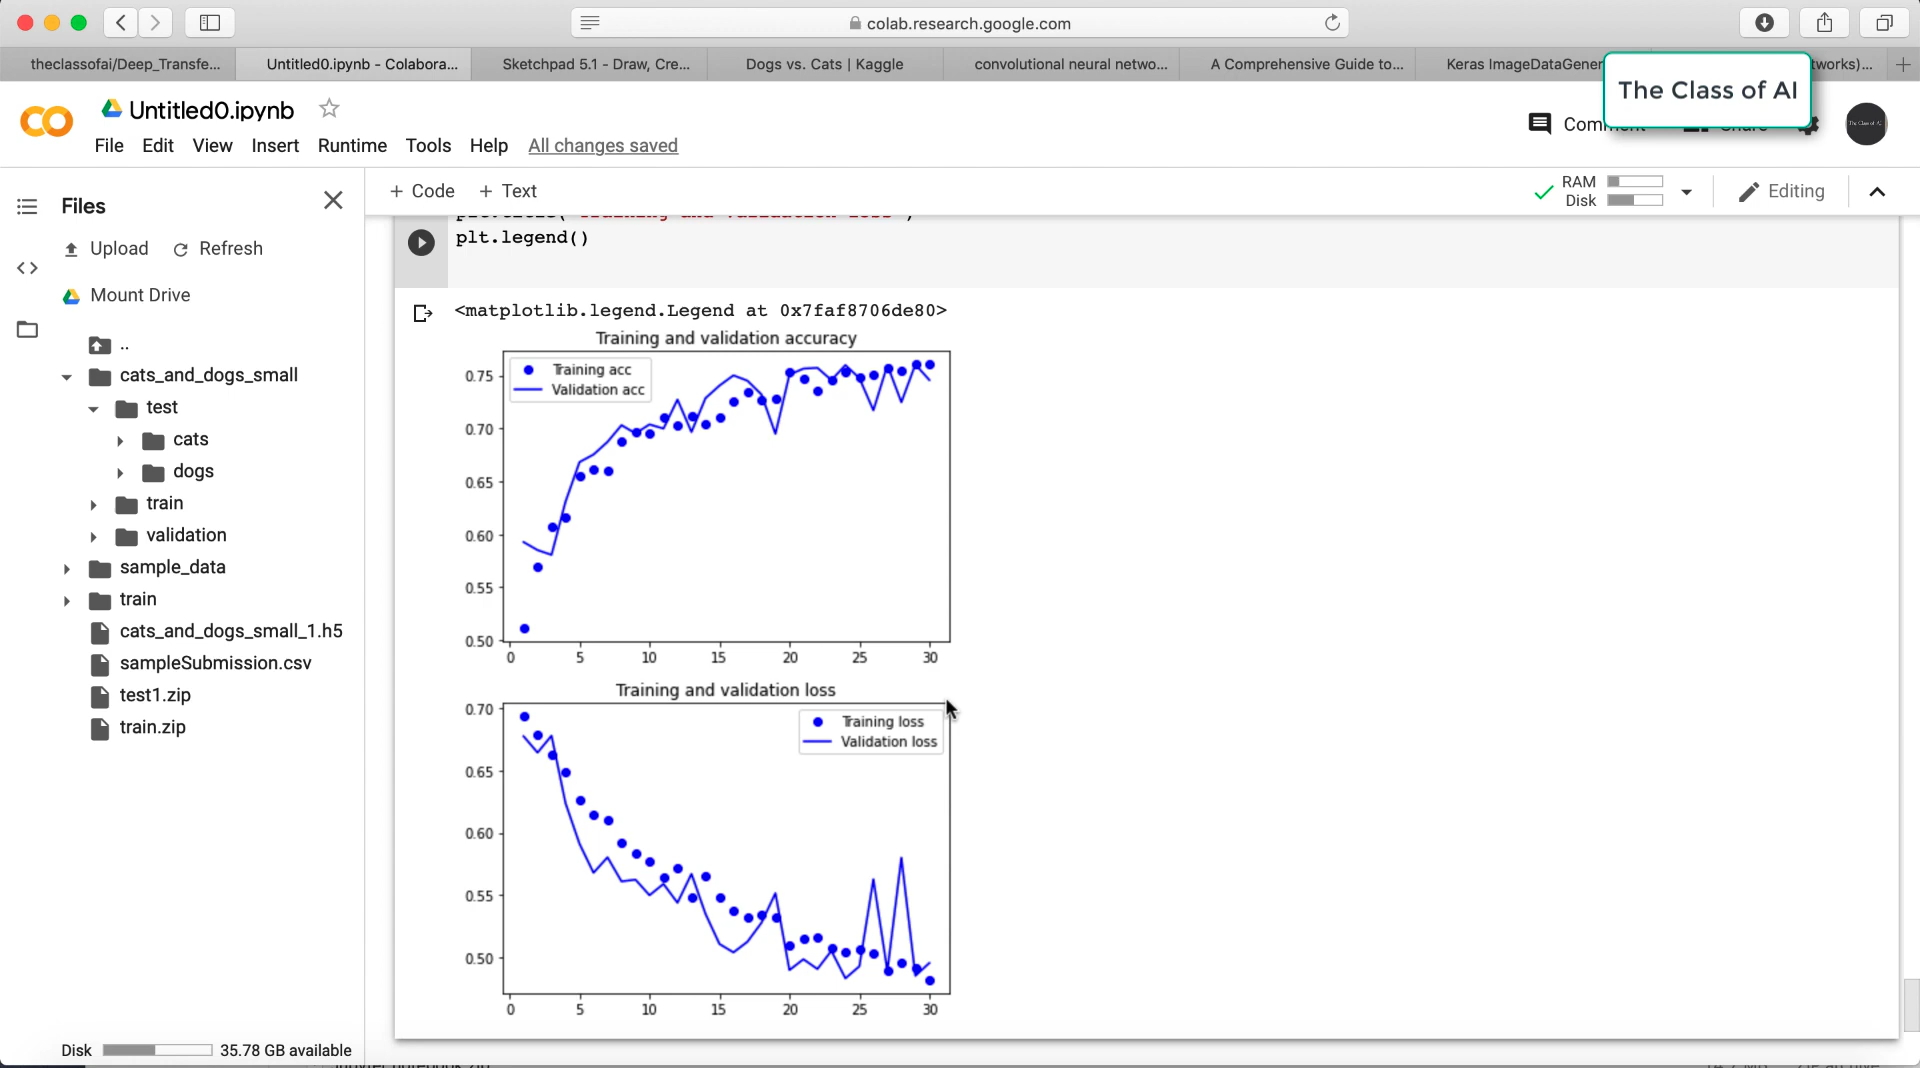 colab.research.google.com
theclassofai/Deep_Transfe...
Untitled0.ipynb - Colabora...
Sketchpad 5.1 - Draw, Cre...
Dogs vs. Cats | Kaggle
convolutional neural netwo...
A Comprehensive Guide to...
Keras ImageDataGener
tworks)...
The Class of AI
Untitled0.ipynb
File Edit View Insert Runtime Tools Help All changes saved
+ Code + Text
RAM
Disk
Editing
Files
Upload Refresh
Mount Drive
..
cats_and_dogs_small
test
cats
dogs
train
validation
sample_data
train
cats_and_dogs_small_1.h5
sampleSubmission.csv
test1.zip
train.zip
Disk 35.78 GB available
plt.legend()
<matplotlib.legend.Legend at 0x7faf8706de80>
Training and validation accuracy
Training acc
Validation acc
0.75
0.70
0.65
0.60
0.55
0.50
0 5 10 15 20 25 30
Training and validation loss
Training loss
Validation loss
0.70
0.65
0.60
0.55
0.50
0 5 10 15 20 25 30